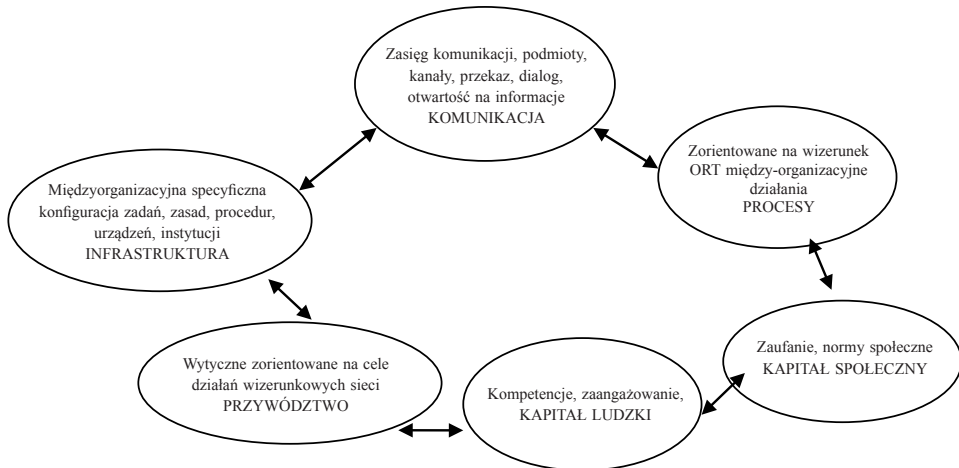 Zasięg komunikacji, podmioty,
kanały, przekaz, dialog,
otwartość na informacje
KOMUNIKACJA
Zorientowane na wizerunek
ORT między-organizacyjne
działania
PROCESY
Międzyorganizacyjna specyficzna
konfiguracja zadań, zasad, procedur,
urządzeń, instytucji
INFRASTRUKTURA
Zaufanie, normy społeczne
KAPITAŁ SPOŁECZNY
Wytyczne zorientowane na cele
działań wizerunkowych sieci
PRZYWÓDZTWO
Kompetencje, zaangażowanie,
KAPITAŁ LUDZKI